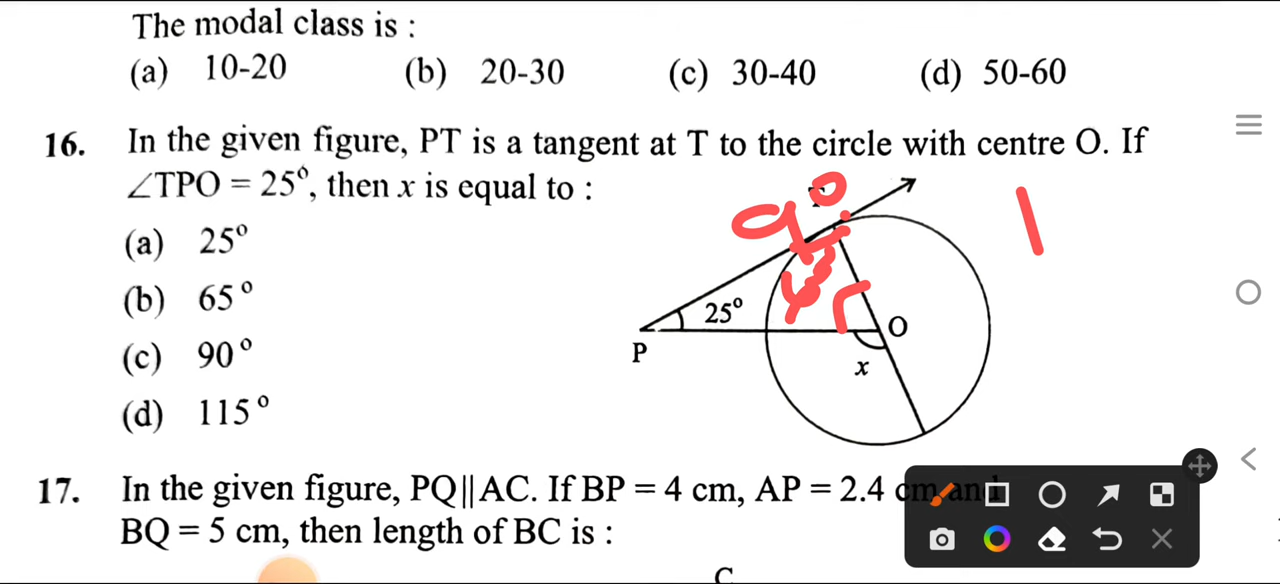 The modal class is :
(a) 10-20 (b) 20-30 (c) 30-40 (d) 50-60
16. In the given figure, PT is a tangent at T to the circle with centre O. If
∠TPO = 25°, then x is equal to :
(a) 25°
(b) 65°
(c) 90°
(d) 115°
90
25°
P
O
x
17. In the given figure, PQ||AC. If BP = 4 cm, AP = 2.4 cm and
BQ = 5 cm, then length of BC is :
C